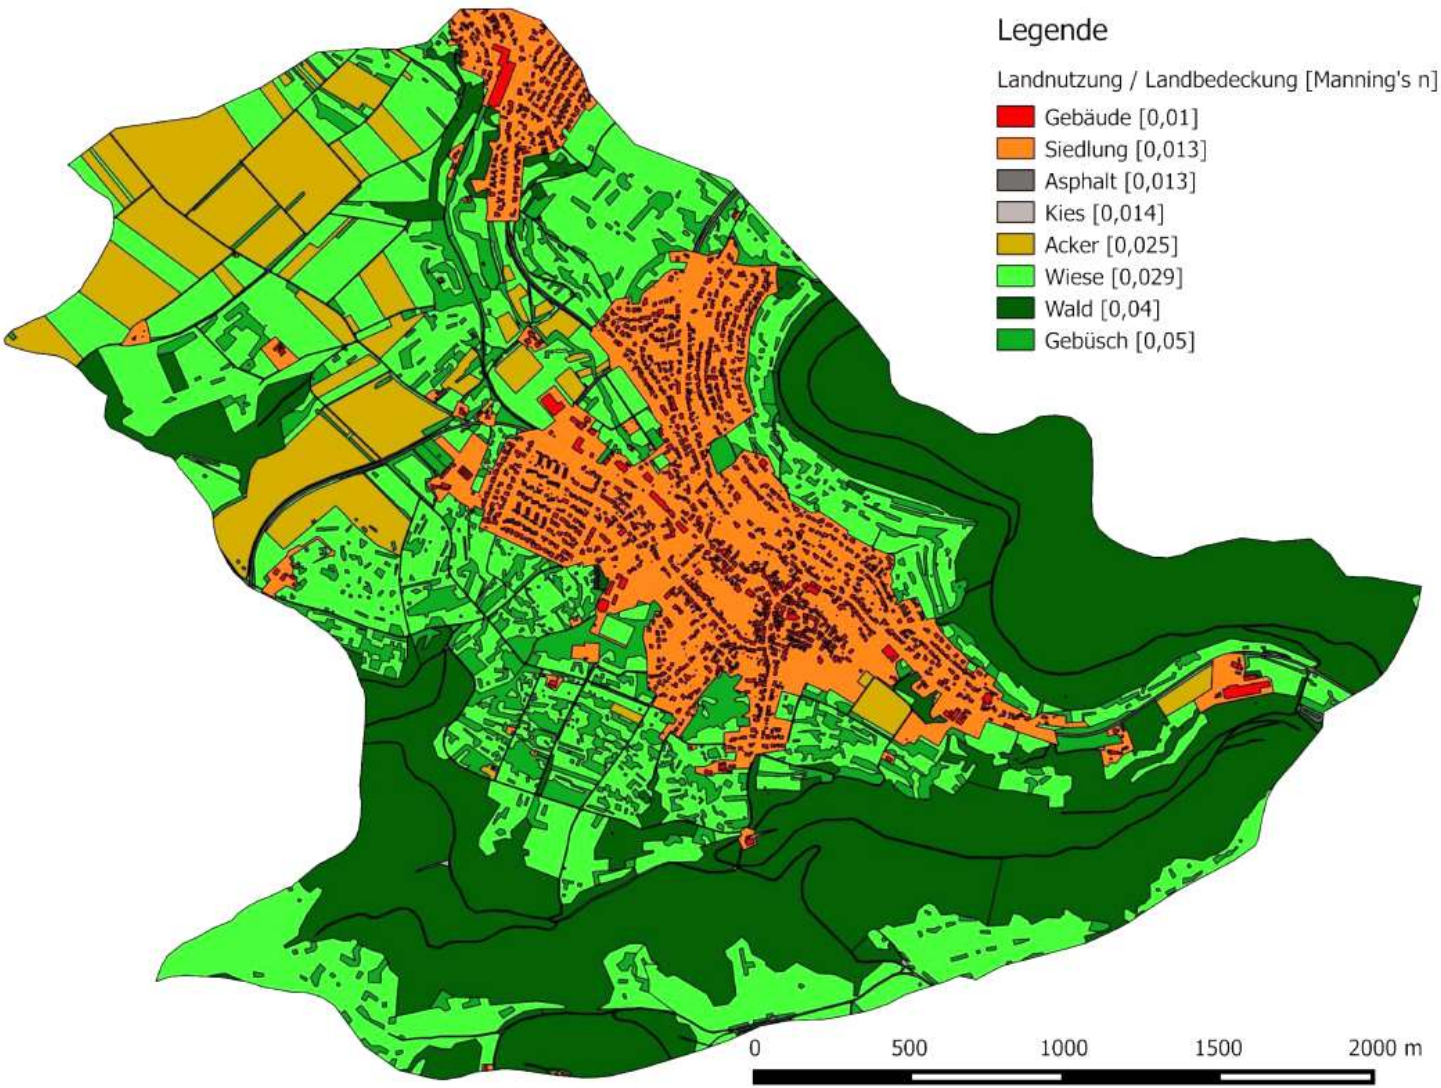 Legende
Landnutzung / Landbedeckung [Manning's n]
Gebäude [0,01]
Siedlung [0,013]
Asphalt [0,013]
Kies [0,014]
Acker [0,025]
Wiese [0,029]
Wald [0,04]
Gebüsch [0,05]
0 500 1000 1500 2000 m